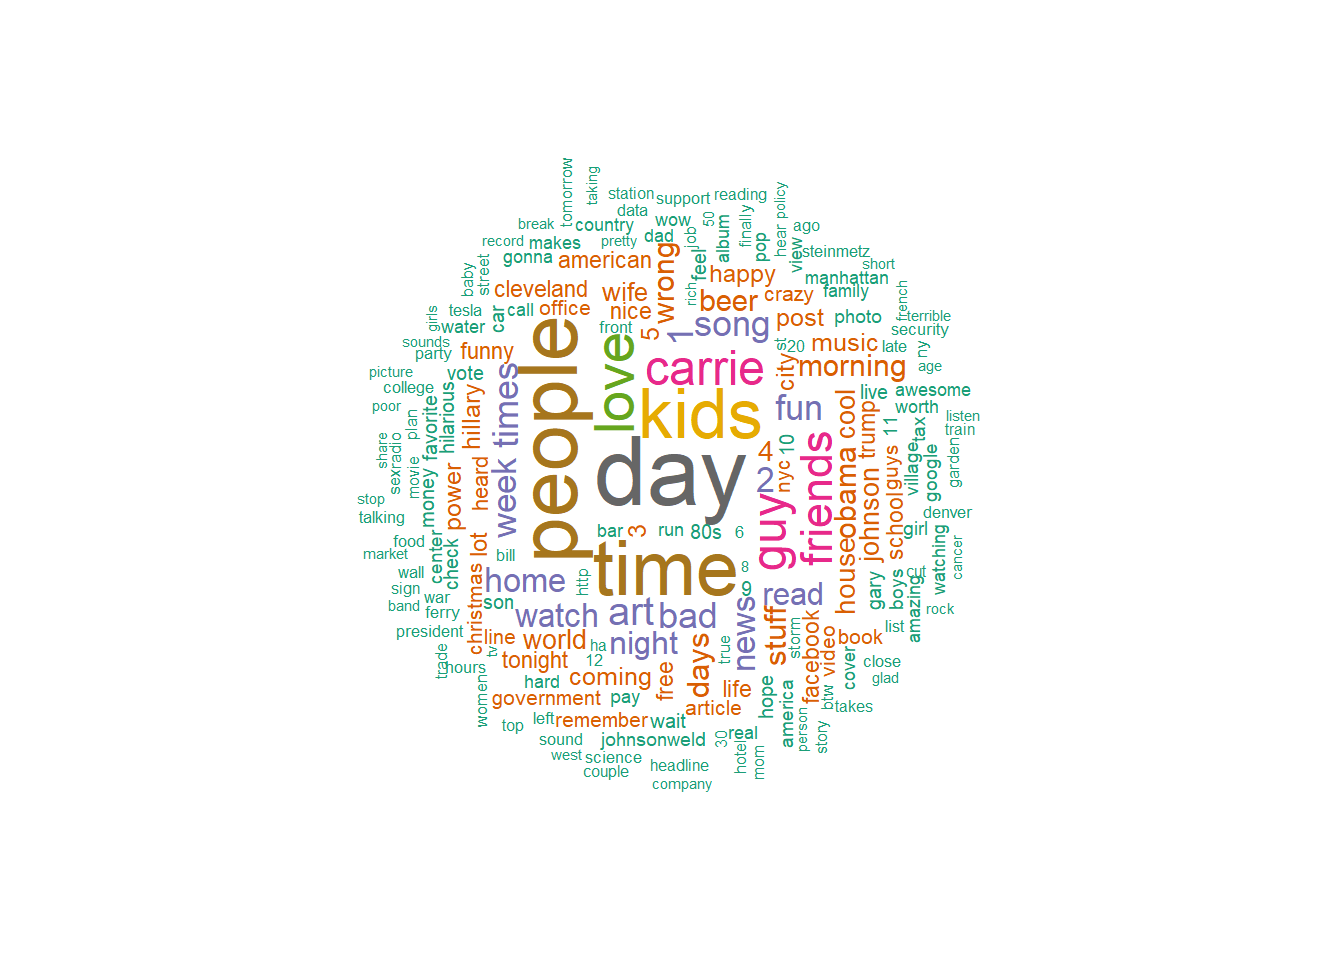 tomorrow
taking
station
support
reading
data
wow
50
album
finally
hear
policy
ago
break
country
pretty
dad
job
pop
view
steinmetz
record
makes
gonna
american
wrong
feel
happy
manhattan
short
baby
street
cleveland
wife
rich
beer
crazy
family
french
terrible
girls
tesla
water
car
call
office
nice
front
5
1
song
post
photo
security
sounds
party
funny
people
love
carrie
st
20
city
music
late
ny
age
picture
college
vote
times
kids
morning
fun
live
awesome
worth
poor
plan
favorite
hilarious
hillary
cool
trump
11
tax
listen
train
share
sexradio
movie
money
power
heard
week
day
4
2
10
nyc
guy
friends
obama
house
johnson
guys
school
village
google
garden
stop
talking
denver
girl
food
market
center
check
lot
christmas
bar
3
run
80s
6
watching
cancer
wall
sign
band
war
ferry
bill
home
son
http
time
8
9
read
gary
boys
cut
amazing
rock
president
watch
art
bad
news
stuff
storm
list
trade
hours
line
tv
world
ha
night
true
book
video
facebook
cover
close
glad
womens
tonight
12
hard
coming
free
days
life
hope
america
btw
takes
government
pay
article
person
story
top
left
remember
wait
30
real
sound
johnsonweld
hotel
mom
west
science
couple
headline
company